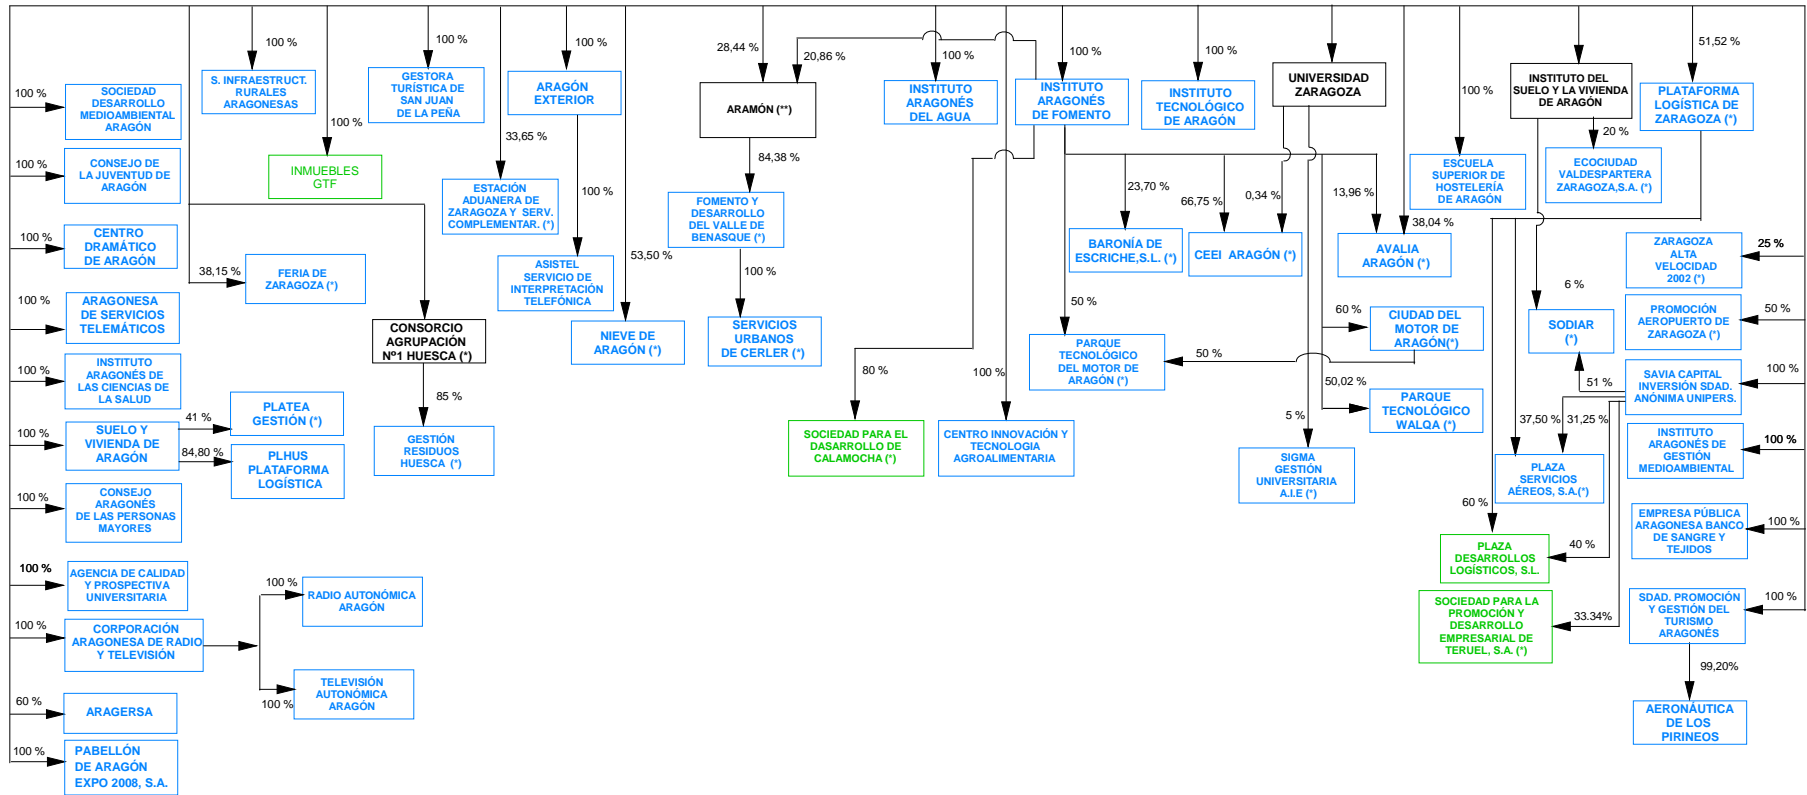 100 %
SOCIEDAD
DESARROLLO
MEDIOAMBIENTAL
ARAGÓN
100 %
CONSEJO DE
LA JUVENTUD DE
ARAGÓN
100 %
CENTRO
DRAMÁTICO
DE ARAGÓN
100 %
ARAGONESA
DE SERVICIOS
TELEMÁTICOS
100 %
INSTITUTO
ARAGONÉS DE
LAS CIENCIAS DE
LA SALUD
100 %
SUELO Y
VIVIENDA DE
ARAGÓN
41 %
PLATEA
GESTIÓN (*)
84,80 %
PLHUS
PLATAFORMA
LOGÍSTICA
100 %
CONSEJO
ARAGONÉS
DE LAS PERSONAS
MAYORES
100 %
AGENCIA DE CALIDAD
Y PROSPECTIVA
UNIVERSITARIA
100 %
CORPORACIÓN
ARAGONESA DE RADIO
Y TELEVISIÓN
100 %
RADIO AUTONÓMICA
ARAGÓN
100 %
TELEVISIÓN
AUTONÓMICA
ARAGÓN
60 %
ARAGERSA
100 %
PABELLÓN
DE ARAGÓN
EXPO 2008, S.A.
100 %
S. INFRAESTRUCT.
RURALES
ARAGONESAS
100 %
INMUEBLES
GTF
38,15 %
FERIA DE
ZARAGOZA (*)
CONSORCIO
AGRUPACIÓN
Nº1 HUESCA (*)
85 %
GESTIÓN
RESIDUOS
HUESCA (*)
100 %
GESTORA
TURÍSTICA DE
SAN JUAN
DE LA PEÑA
33,65 %
ESTACIÓN
ADUANERA DE
ZARAGOZA Y SERV.
COMPLEMENTAR. (*)
100 %
ARAGÓN
EXTERIOR
100 %
ASISTEL
SERVICIO DE
INTERPRETACIÓN
TELEFÓNICA
53,50 %
NIEVE DE
ARAGÓN (*)
28,44 %
20,86 %
ARAMÓN (**)
84,38 %
FOMENTO Y
DESARROLLO
DEL VALLE DE
BENASQUE (*)
100 %
SERVICIOS
URBANOS
DE CERLER (*)
100 %
INSTITUTO
ARAGONÉS
DEL AGUA
100 %
INSTITUTO
ARAGONÉS
DE FOMENTO
80 %
SOCIEDAD PARA EL
DASARROLLO DE
CALAMOCHA (*)
100 %
CENTRO INNOVACIÓN Y
TECNOLOGIA
AGROALIMENTARIA
50 %
PARQUE
TECNOLÓGICO
DEL MOTOR DE
ARAGÓN (*)
50 %
23,70 %
BARONÍA DE
ESCRICHE,S.L. (*)
66,75 %
0,34 %
CEEI ARAGÓN (*)
13,96 %
38,04 %
AVALIA
ARAGÓN (*)
60 %
CIUDAD DEL
MOTOR DE
ARAGÓN(*)
50,02 %
PARQUE
TECNOLÓGICO
WALQA (*)
100 %
INSTITUTO
TECNOLÓGICO
DE ARAGÓN
UNIVERSIDAD
ZARAGOZA
5 %
SIGMA
GESTIÓN
UNIVERSITARIA
A.I.E (*)
100 %
ESCUELA
SUPERIOR DE
HOSTELERÍA
DE ARAGÓN
INSTITUTO DEL
SUELO Y LA VIVIENDA
DE ARAGÓN
20 %
ECOCIUDAD
VALDESPARTERA
ZARAGOZA,S.A. (*)
6 %
SODIAR
(*)
51 %
51,52 %
PLATAFORMA
LOGÍSTICA DE
ZARAGOZA (*)
37,50 %
31,25 %
PLAZA
SERVICIOS
AÉREOS, S.A.(*)
60 %
40 %
PLAZA
DESARROLLOS
LOGÍSTICOS, S.L.
33.34%
SOCIEDAD PARA LA
PROMOCIÓN Y
DESARROLLO
EMPRESARIAL DE
TERUEL, S.A. (*)
25 %
ZARAGOZA
ALTA
VELOCIDAD
2002 (*)
50 %
PROMOCIÓN
AEROPUERTO DE
ZARAGOZA (*)
100 %
SAVIA CAPITAL
INVERSIÓN SDAD.
ANÓNIMA UNIPERS.
100 %
INSTITUTO
ARAGONÉS DE
GESTIÓN
MEDIOAMBIENTAL
100 %
EMPRESA PÚBLICA
ARAGONESA BANCO
DE SANGRE Y
TEJIDOS
100 %
SDAD. PROMOCIÓN
Y GESTIÓN DEL
TURISMO
ARAGONÉS
99,20%
AERONÁUTICA
DE LOS
PIRINEOS